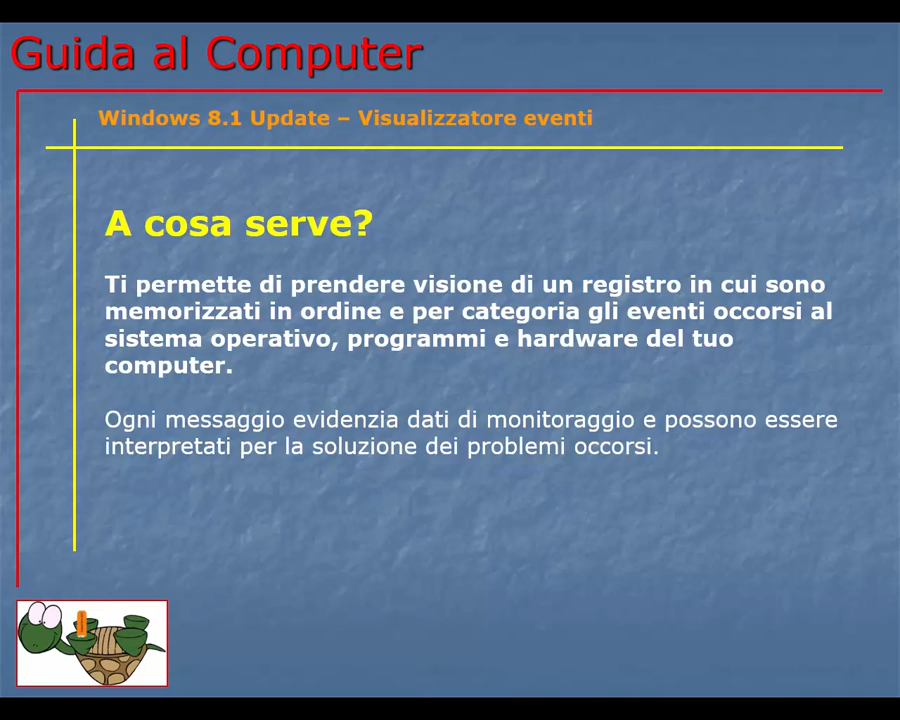 Guida al Computer
Windows 8.1 Update – Visualizzatore eventi
A cosa serve?
Ti permette di prendere visione di un registro in cui sono
memorizzati in ordine e per categoria gli eventi occorsi al
sistema operativo, programmi e hardware del tuo
computer.
Ogni messaggio evidenzia dati di monitoraggio e possono essere
interpretati per la soluzione dei problemi occorsi.